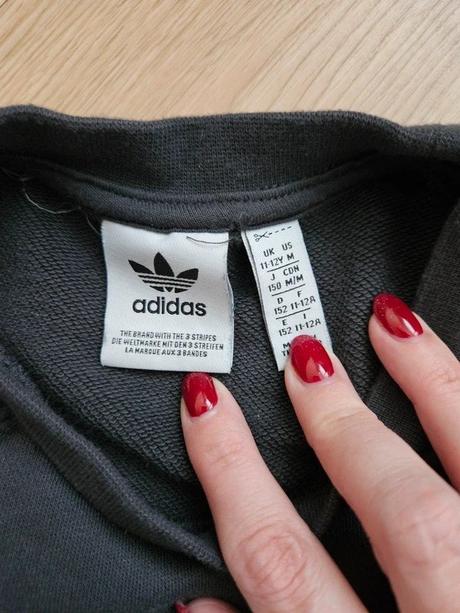 adidas
THE BRAND WITH THE 3 STRIPES
DIE WELTMARKE MIT DEN 3 STREIFEN
LA MARQUE AUX 3 BANDES
UK US
11-12Y M
J CDN
150 M/M
D F
152 11-12A
E I
152 11-12A